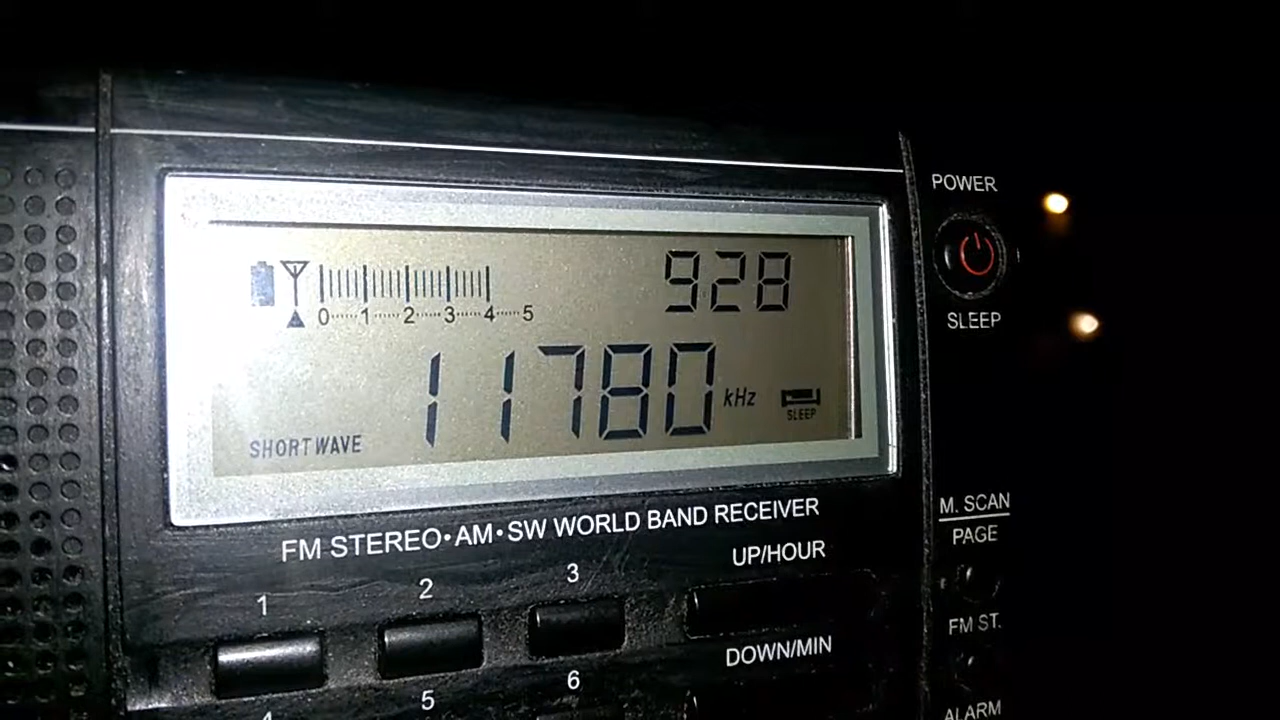 POWER
928
0 1 2 3 4 5
SLEEP
11780 kHz
SLEEP
SHORTWAVE
M. SCAN
PAGE
FM STEREO•AM•SW WORLD BAND RECEIVER
UP/HOUR
1 2 3
FM ST.
DOWN/MIN
4 5 6
ALARM